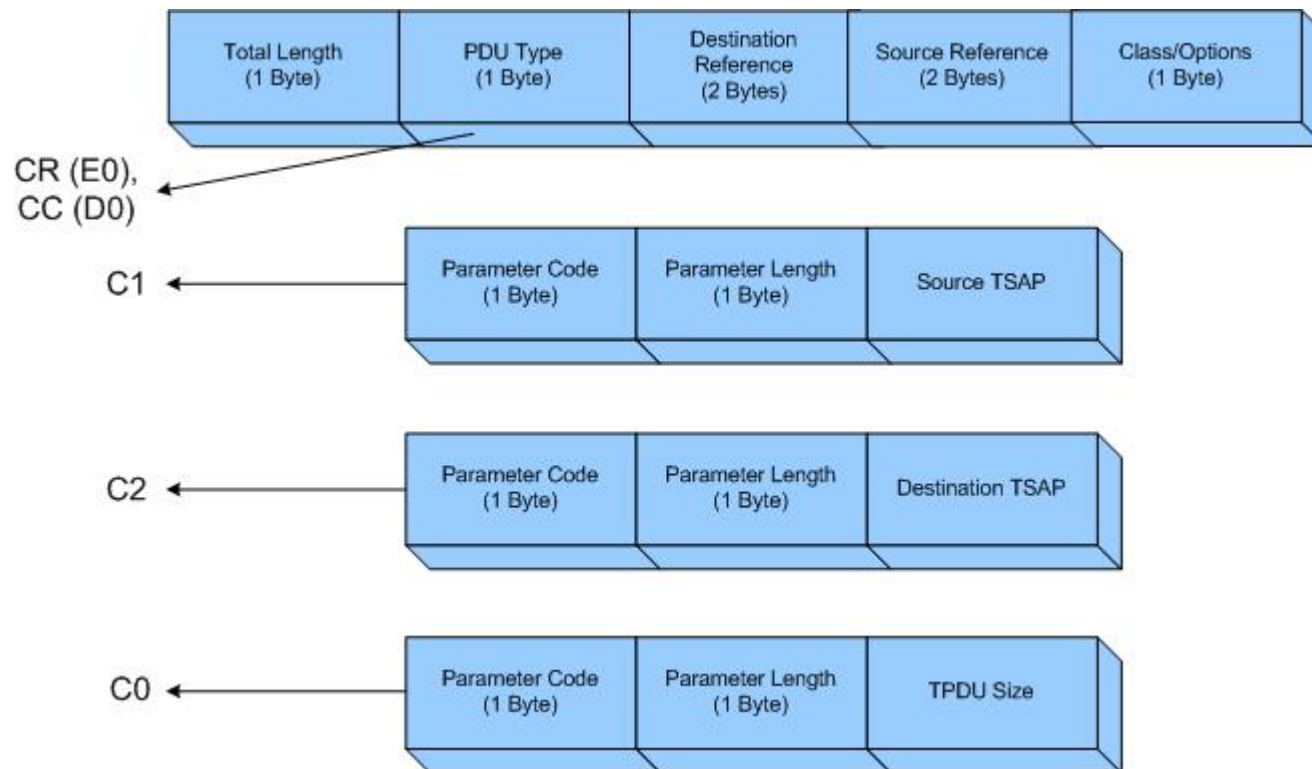 Total Length
(1 Byte)
PDU Type
(1 Byte)
Destination
Reference
(2 Bytes)
Source Reference
(2 Bytes)
Class/Options
(1 Byte)
CR (E0),
CC (D0)
C1
Parameter Code
(1 Byte)
Parameter Length
(1 Byte)
Source TSAP
C2
Parameter Code
(1 Byte)
Parameter Length
(1 Byte)
Destination TSAP
C0
Parameter Code
(1 Byte)
Parameter Length
(1 Byte)
TPDU Size